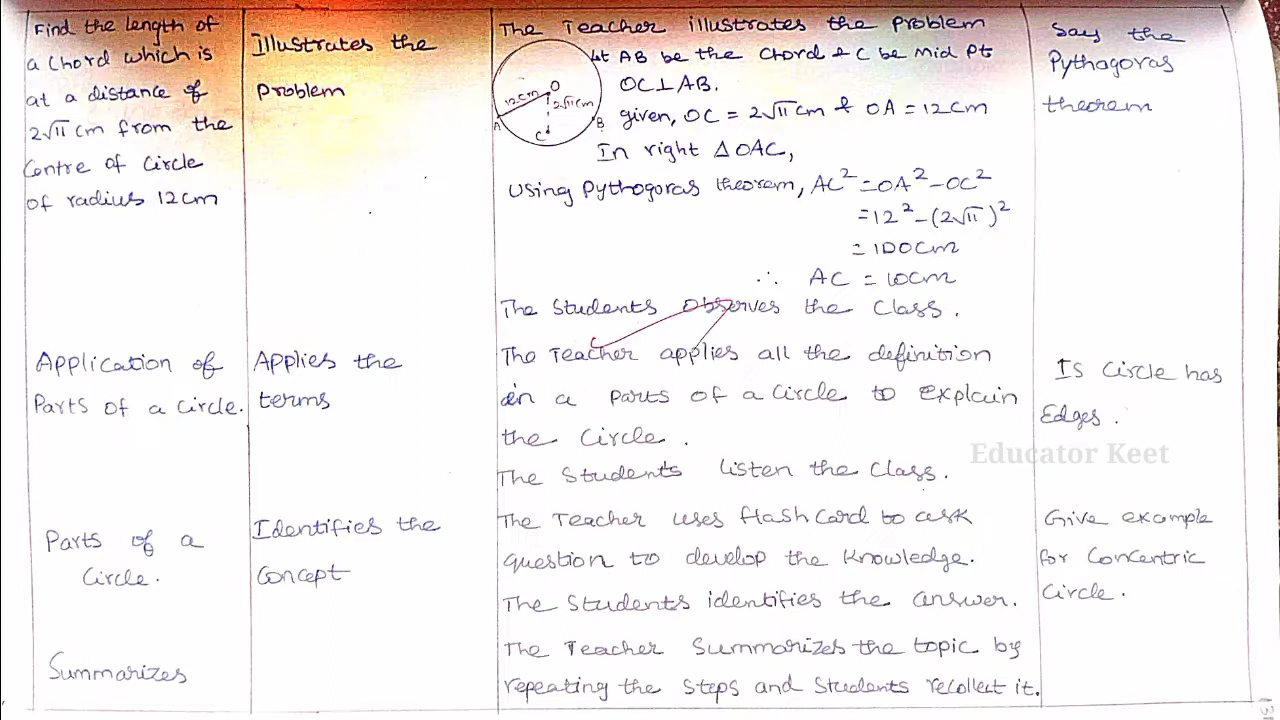 Find the length of
a chord which is
at a distance of
2√11 cm from the
Centre of Circle
of radius 12cm
Illustrates the
problem
The Teacher illustrates the problem
Let AB be the Chord & C be Mid pt
OC⊥AB.
given, OC = 2√11 cm & OA = 12cm
In right △OAC,
Using Pythogoras theorem, AC² = OA² - OC²
= 12² - (2√11)²
= 100cm
∴ AC = 10cm
12cm
O
2√11cm
A
B
C
The Students Observes the Class.
Say the
Pythagoras
theorem
Application of
Parts of a Circle.
Applies the
terms
The Teacher applies all the definition
in a parts of a Circle to explain
the Circle.
The Students listen the Class.
Is Circle has
Edges.
Educator Keet
Parts of a
Circle.
Identifies the
Concept
The Teacher uses flash Card to ask
question to develop the knowledge.
The Students identifies the answer.
Give example
for Concentric
Circle.
Summarizes
The Teacher Summarizes the topic by
repeating the steps and Students recollect it.